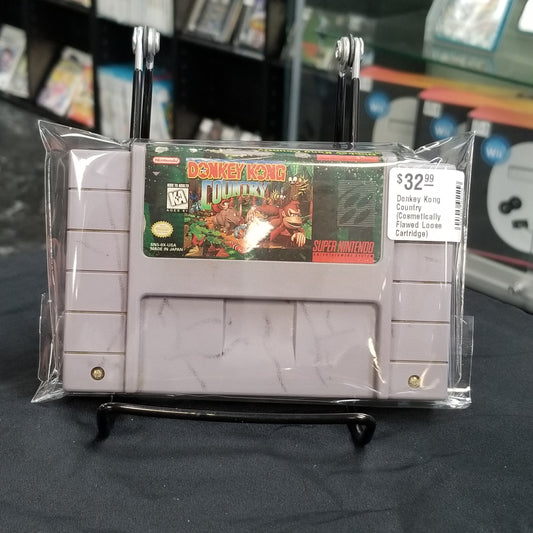 Nintendo
DONKEY KONG
COUNTRY
K-A
SNS-8X-USA
MADE IN JAPAN
SUPER NINTENDO
ENTERTAINMENT SYSTEM
$32.99
Donkey Kong
Country
(Cosmetically
Flawed Loose
Cartridge)
Wii
Wii